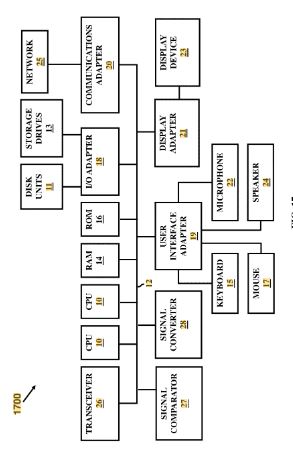 1700
DISK
UNITS
11
STORAGE
DRIVES
13
NETWORK
25
TRANSCEIVER
26
CPU
10
CPU
10
RAM
14
ROM
16
I/O ADAPTER
18
COMMUNICATIONS
ADAPTER
20
12
SIGNAL
COMPARATOR
27
SIGNAL
CONVERTER
28
USER
INTERFACE
ADAPTER
19
DISPLAY
ADAPTER
21
DISPLAY
DEVICE
23
KEYBOARD
15
MICROPHONE
22
MOUSE
17
SPEAKER
24